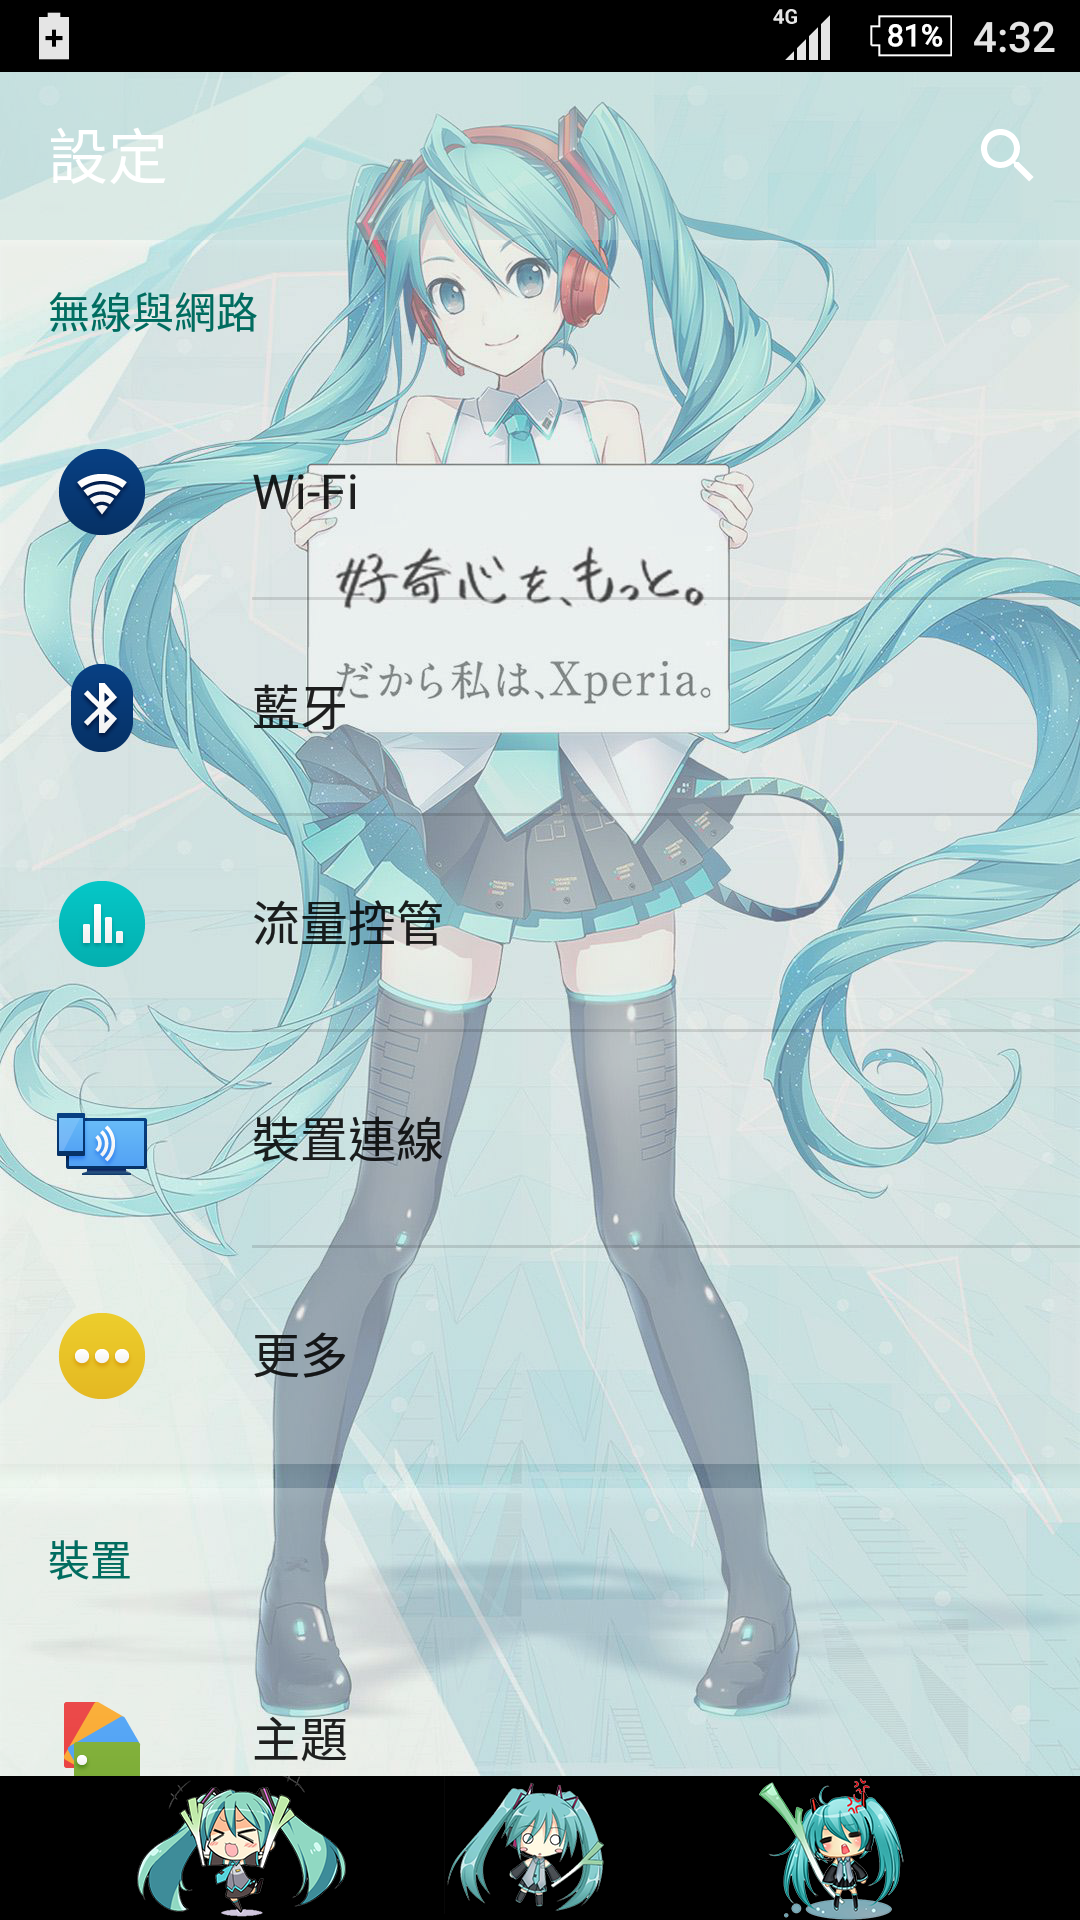 4G
81%
4:32
設定
無線與網路
Wi-Fi
好奇心を、もっと。
だから私は、Xperia。
藍牙
流量控管
裝置連線
更多
裝置
主題